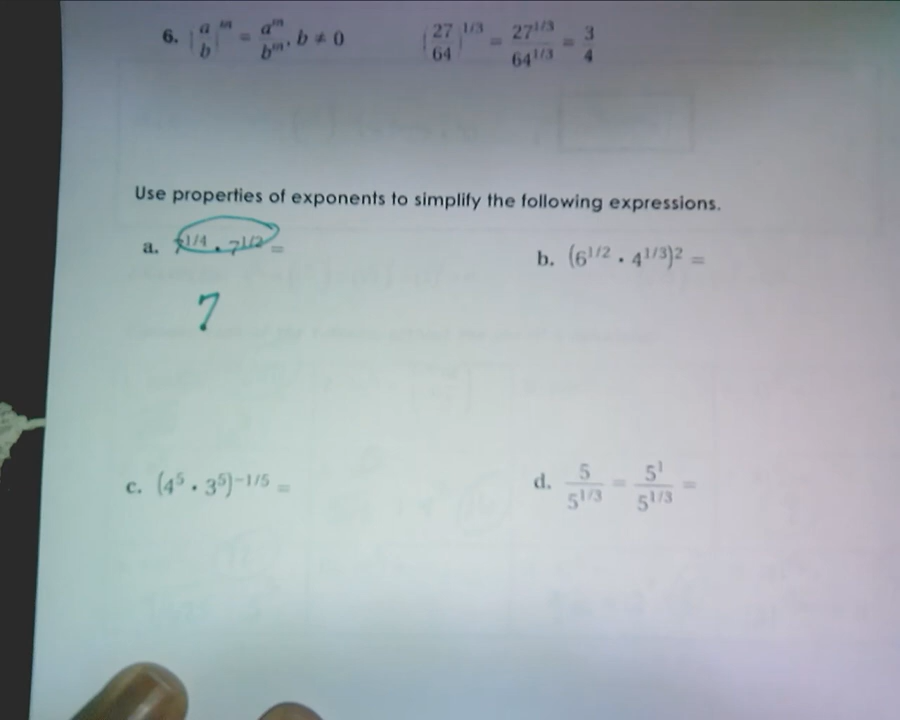 6. (a/b)^m = a^m/b^m, b ≠ 0    (27/64)^1/3 = 27^1/3/64^1/3 = 3/4
Use properties of exponents to simplify the following expressions.
a. 7^1/4 · 7^1/2 =    b. (6^1/2 · 4^1/3)^2 =
7
c. (4^5 · 3^5)^-1/5 =    d. 5/5^1/3 = 5^1/5^1/3 =